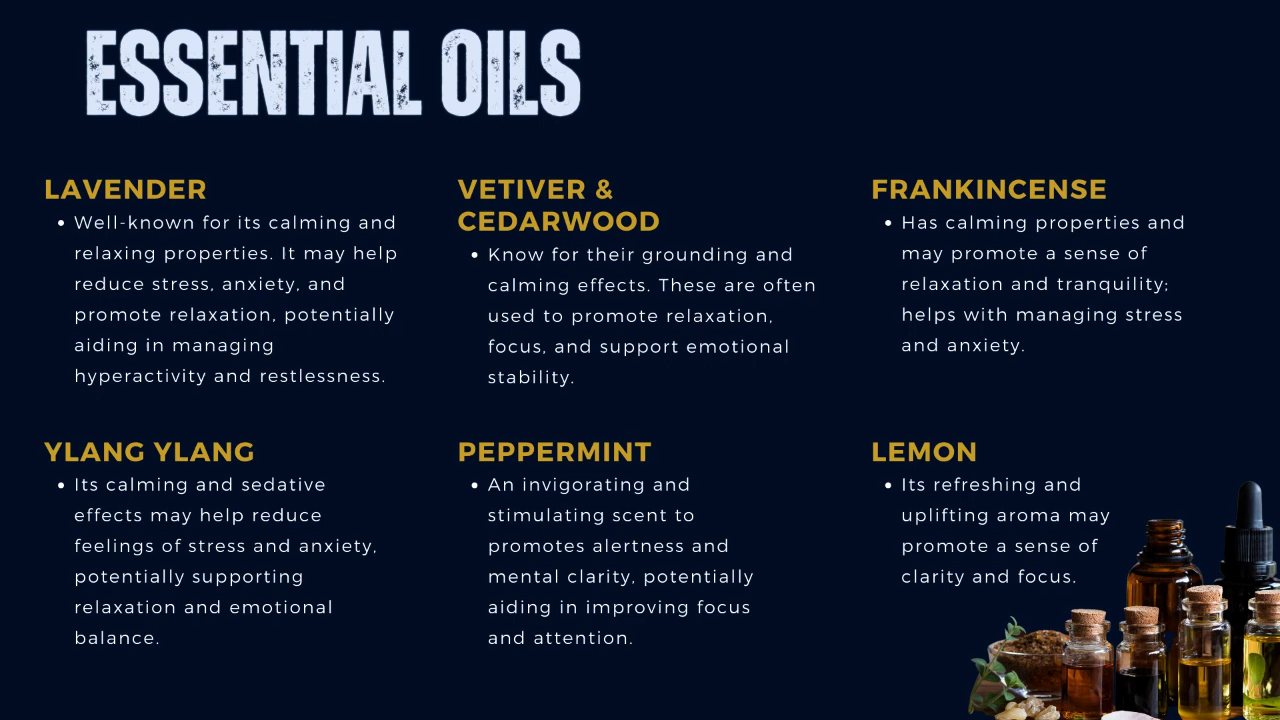 ESSENTIAL OILS
LAVENDER
• Well-known for its calming and
relaxing properties. It may help
reduce stress, anxiety, and
promote relaxation, potentially
aiding in managing
hyperactivity and restlessness.
VETIVER &
CEDARWOOD
• Know for their grounding and
calming effects. These are often
used to promote relaxation,
focus, and support emotional
stability.
FRANKINCENSE
• Has calming properties and
may promote a sense of
relaxation and tranquility;
helps with managing stress
and anxiety.
YLANG YLANG
• Its calming and sedative
effects may help reduce
feelings of stress and anxiety,
potentially supporting
relaxation and emotional
balance.
PEPPERMINT
• An invigorating and
stimulating scent to
promotes alertness and
mental clarity, potentially
aiding in improving focus
and attention.
LEMON
• Its refreshing and
uplifting aroma may
promote a sense of
clarity and focus.